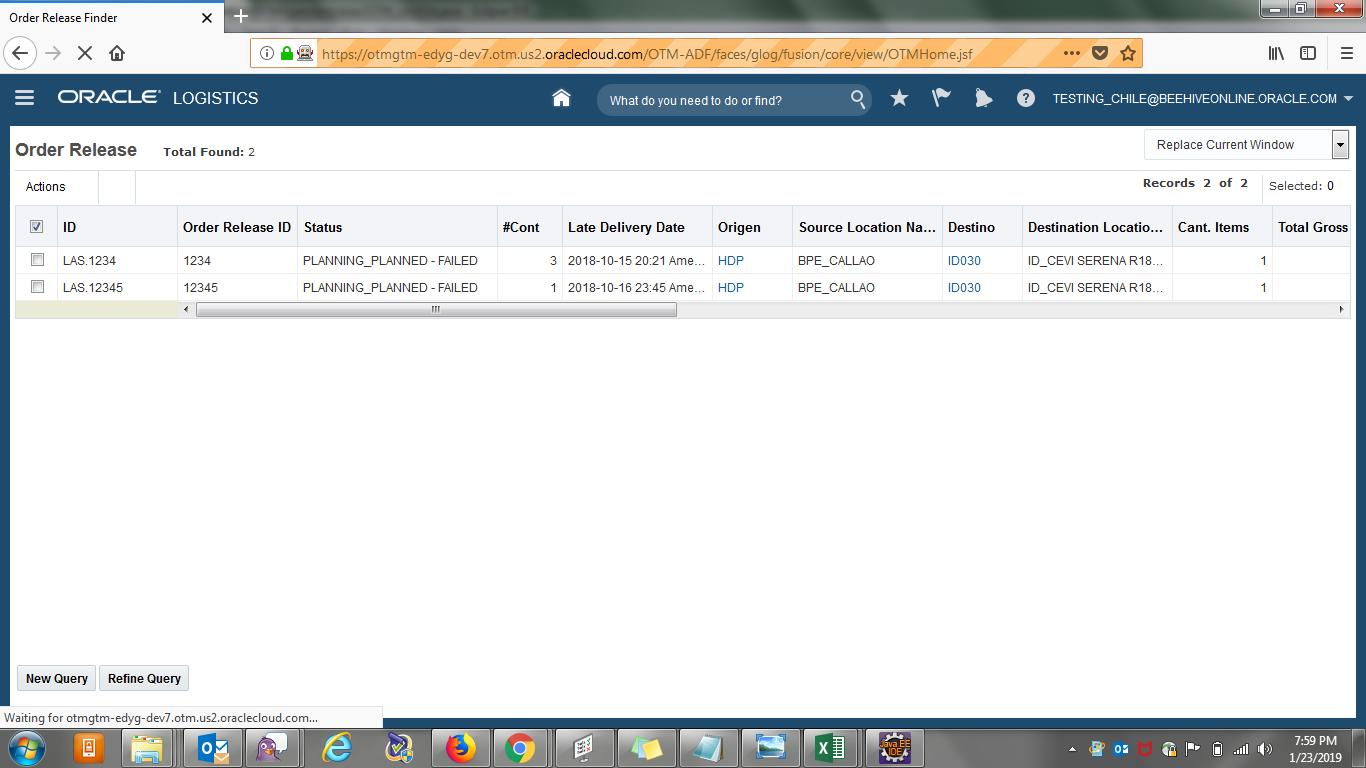 Order Release Finder
https://otmgtm-edyg-dev7.otm.us2.oraclecloud.com/OTM-ADF/faces/glog/fusion/core/view/OTMHome.jsf
ORACLE LOGISTICS What do you need to do or find? TESTING_CHILE@BEEHIVEONLINE.ORACLE.COM
Order Release Total Found: 2 Replace Current Window
Actions Records 2 of 2 Selected: 0
ID Order Release ID Status #Cont Late Delivery Date Origen Source Location Na... Destino Destination Locatio... Cant. Items Total Gross
LAS.1234 1234 PLANNING_PLANNED - FAILED 3 2018-10-15 20:21 Ame... HDP BPE_CALLAO ID030 ID_CEVI SERENA R18... 1
LAS.12345 12345 PLANNING_PLANNED - FAILED 1 2018-10-16 23:45 Ame... HDP BPE_CALLAO ID030 ID_CEVI SERENA R18... 1
New Query Refine Query
Waiting for otmgtm-edyg-dev7.otm.us2.oraclecloud.com...
Java EE IDE
7:59 PM
1/23/2019